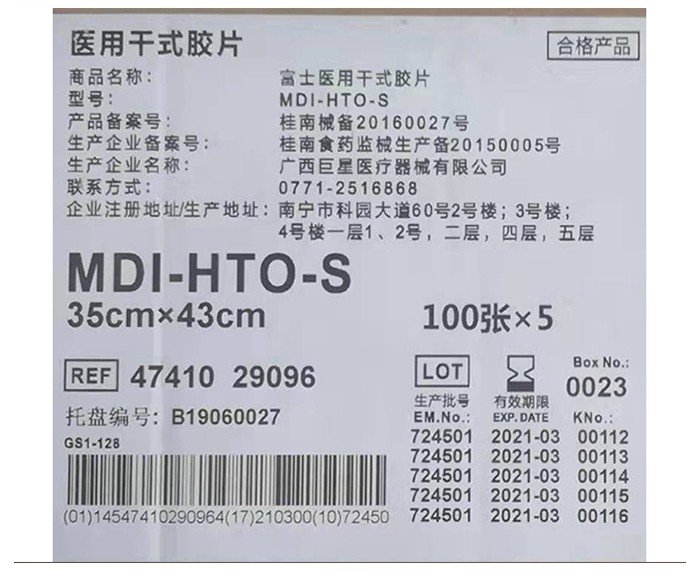 医用干式胶片
合格产品
商品名称： 富士医用干式胶片
型号： MDI-HTO-S
产品备案号： 桂南械备20160027号
生产企业备案号： 桂南食药监械生产备20150005号
生产企业名称： 广西巨星医疗器械有限公司
联系方式： 0771-2516868
企业注册地址/生产地址：南宁市科园大道60号2号楼；3号楼；
4号楼一层1、2号，二层，四层，五层
MDI-HTO-S
35cm×43cm 100张×5
REF 47410 29096
托盘编号: B19060027
GS1-128
(01)14547410290964(17)210300(10)72450
LOT Box No.:
0023
生产批号 有效期限
EM.No.: EXP.DATE KNo.:
724501 2021-03 00112
724501 2021-03 00113
724501 2021-03 00114
724501 2021-03 00115
724501 2021-03 00116